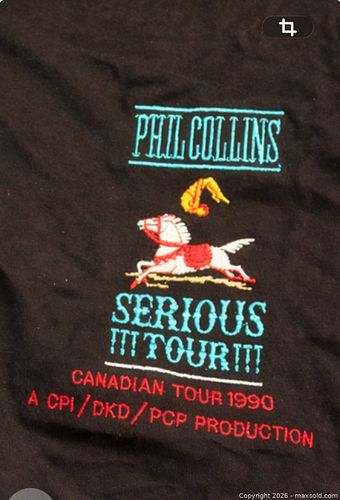 PHIL COLLINS
SERIOUS
!!! TOUR !!!
CANADIAN TOUR 1990
A CPI/DKD/PCP PRODUCTION
Copyright 2026 - maxsold.com